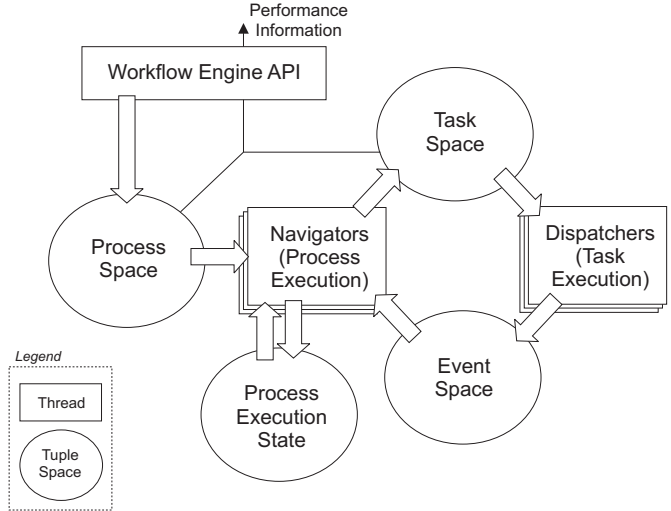 Performance
Information
Workflow Engine API
Task
Space
Process
Space
Navigators
(Process
Execution)
Dispatchers
(Task
Execution)
Event
Space
Process
Execution
State
Legend
Thread
Tuple
Space